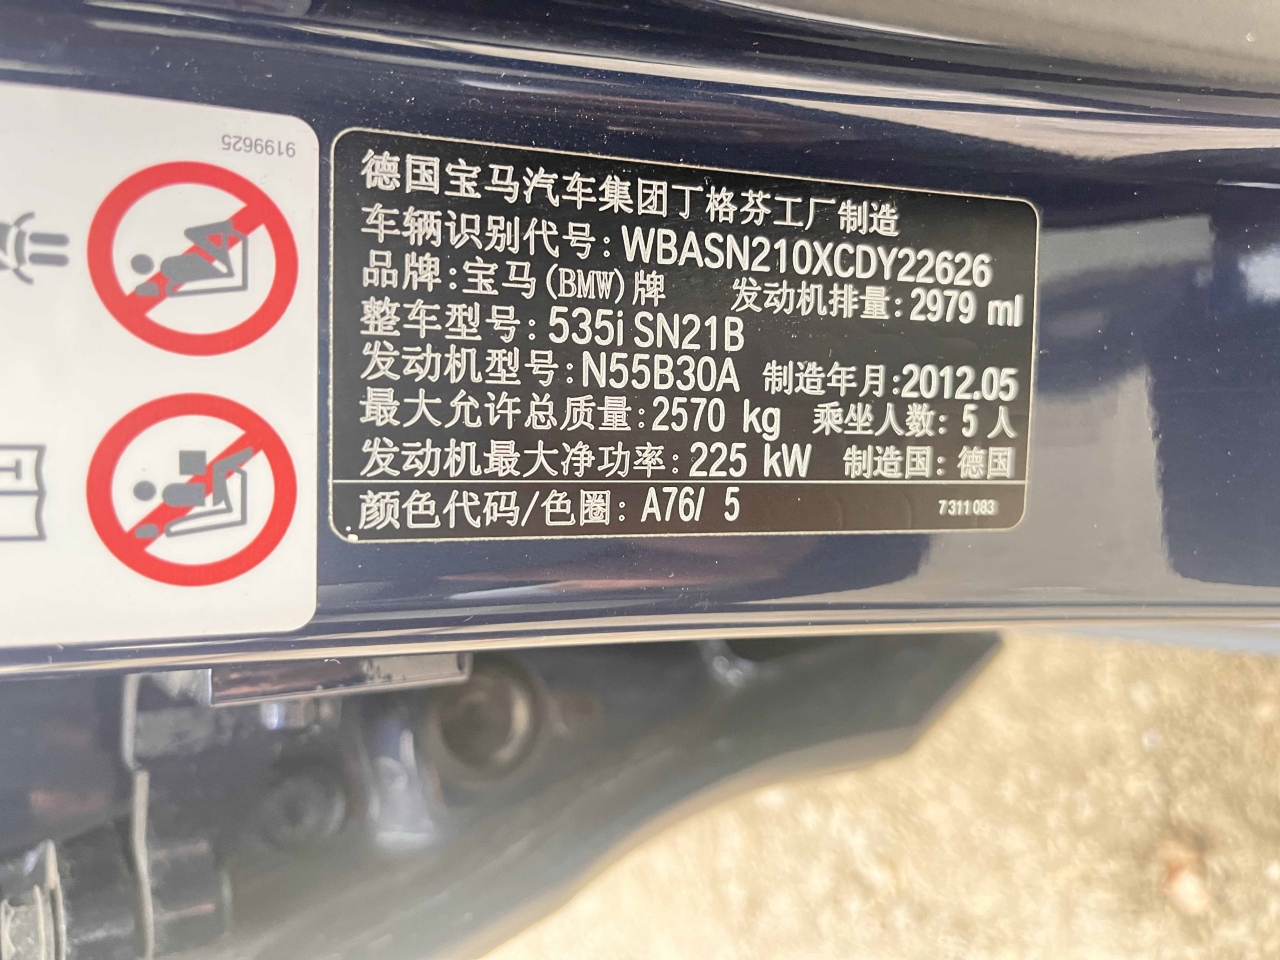 9199625
德国宝马汽车集团丁格芬工厂制造
车辆识别代号: WBASN210XCDY22626
品牌:宝马(BMW)牌 发动机排量: 2979 ml
整车型号: 535i SN21B
发动机型号: N55B30A 制造年月:2012.05
最大允许总质量: 2570 kg 乘坐人数: 5 人
发动机最大净功率: 225 kW 制造国: 德国
颜色代码/色圈: A76/ 5 7 311 083